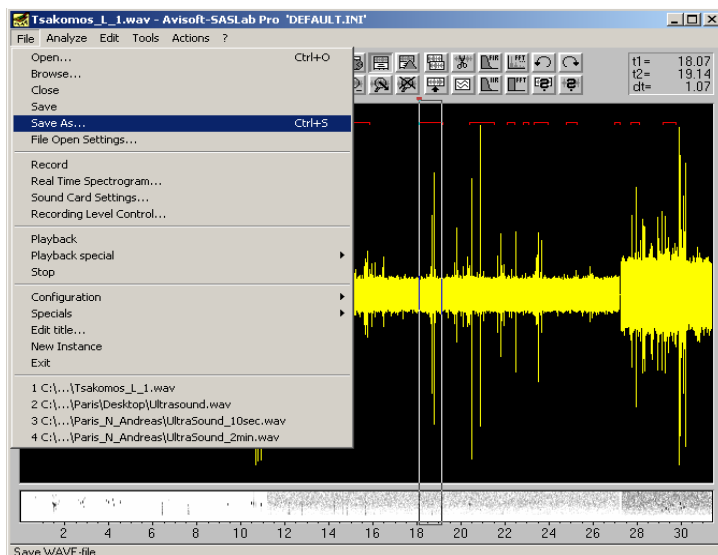 Tsakomos_L_1.wav - Avisoft-SASLab Pro 'DEFAULT.INI'
File Analyze Edit Tools Actions ?
Open... Ctrl+O
Browse...
Close
Save
Save As... Ctrl+S
File Open Settings...
Record
Real Time Spectrogram...
Sound Card Settings...
Recording Level Control...
Playback
Playback special
Stop
Configuration
Specials
Edit title...
New Instance
Exit
1 C:\...\Tsakomos_L_1.wav
2 C:\...\Paris\Desktop\Ultrasound.wav
3 C:\...\Paris_N_Andreas\UltraSound_10sec.wav
4 C:\...\Paris_N_Andreas\UltraSound_2min.wav
t1= 18.07
t2= 19.14
dt= 1.07
2 4 6 8 10 12 14 16 18 20 22 24 26 28 30
Save WAVE-file